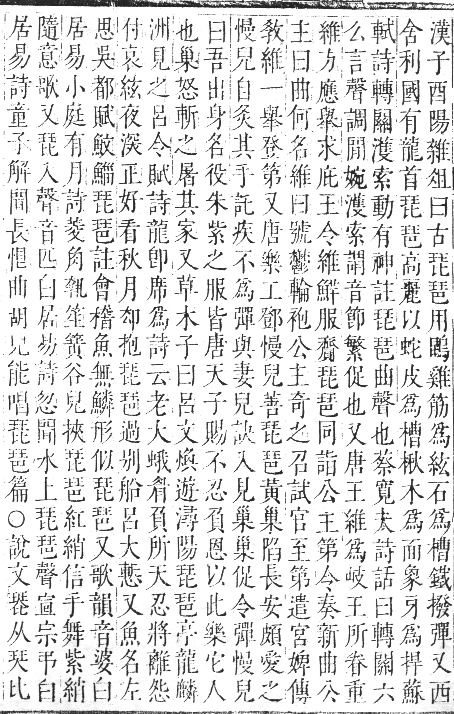 漢子酉陽雜俎曰古琵琶用鵾雞筋爲絃石爲槽鐵撥彈又西
舍利國有龍首琵琶高麗以蛇皮爲槽楸木爲面象牙爲捍蘇
軾詩轉關濩索動有神註琵琶曲聲也蔡寬夫詩話曰轉關六
么言聲調閒婉濩索謂音節繁促也又唐王維爲岐王所眷重
維方應舉求庇王令維鮮服齎琵琶同詣公主第令奏新曲公
主曰曲何名維曰號鬱輪袍公主奇之召試官至第遣宮婢傳
敎維一舉登第又唐樂工鄧慢兒善琵琶黃巢陷長安頗愛之
慢兒自灸其手託疾不爲彈與妻兒訣入見巢巢促令彈慢兒
曰吾出身名役朱紫之服皆唐天子賜不忍負恩以此樂它人
也巢怒斬之屠其家又草木子曰呂文煥遊潯陽琵琶亭龍麟
洲見之呂令賦詩龍卽席爲詩云老大蛾眉負所天忍將離怨
付哀絃夜深正好看秋月却抱琵琶過別船呂大慙又魚名左
思吳都賦鮫鯔琵琶註會稽魚無鱗形似琵琶又歌韻音婆白
居易小庭有月詩菱角執笙簧谷兒挾琵琶紅綃信手舞紫綃
隨意歌又琵入聲音匹白居易詩忽聞水上琵琶聲宣宗弔白
居易詩童子解閒長恨曲胡兒能唱琵琶篇○說文從珡比